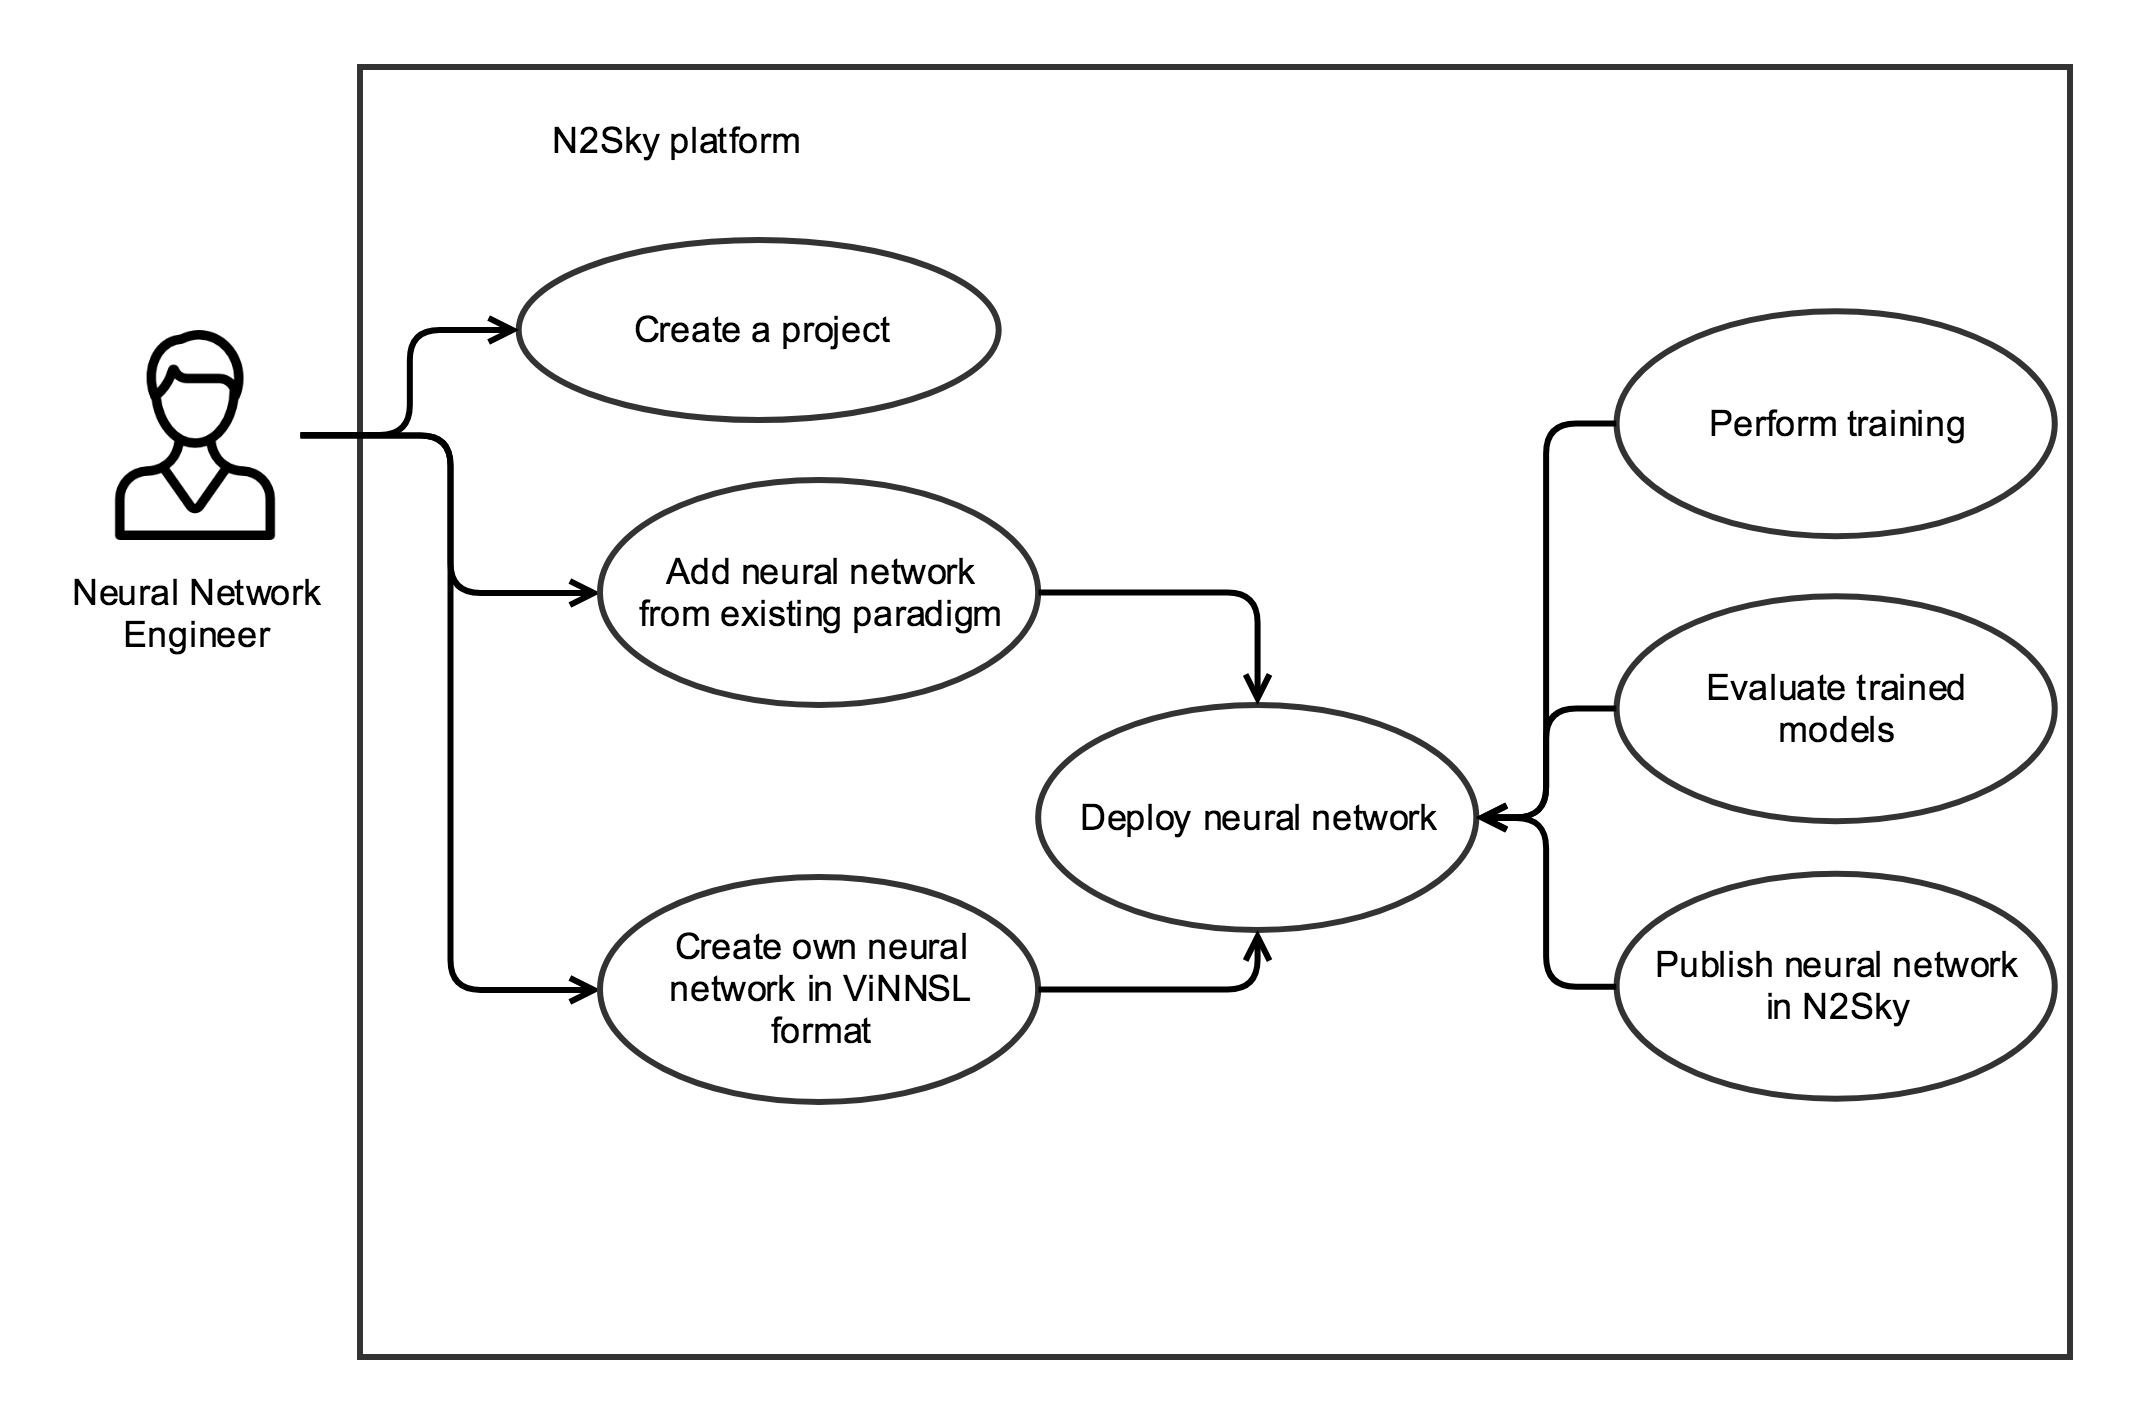 N2Sky platform
Create a project
Neural Network
Engineer
Add neural network
from existing paradigm
Create own neural
network in ViNNSL
format
Deploy neural network
Perform training
Evaluate trained
models
Publish neural network
in N2Sky